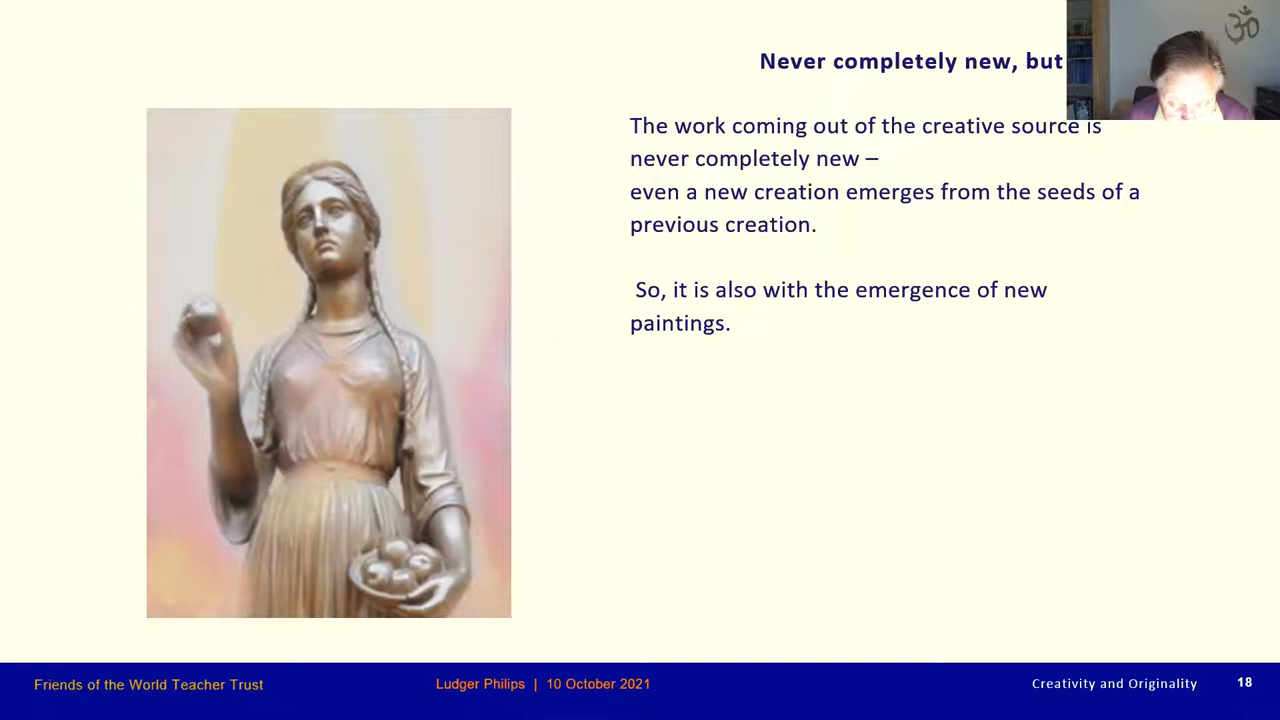 Never completely new, but
The work coming out of the creative source is
never completely new –
even a new creation emerges from the seeds of a
previous creation.
So, it is also with the emergence of new
paintings.
Friends of the World Teacher Trust
Ludger Philips | 10 October 2021
Creativity and Originality
18
ॐ